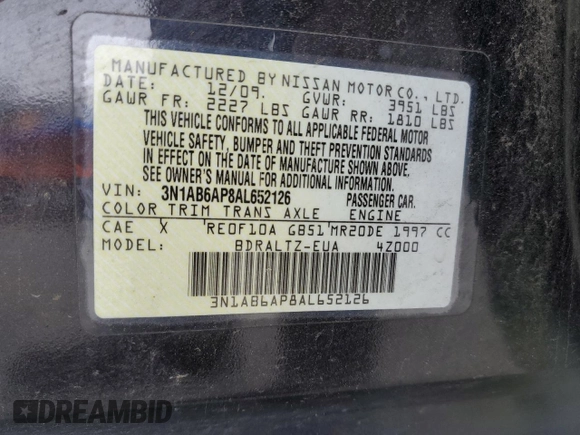 MANUFACTURED BY NISSAN MOTOR CO., LTD.
DATE: 12/09. GVWR: 3951 LBS
GAWR FR: 2227 LBS GAWR RR: 1810 LBS
THIS VEHICLE CONFORMS TO ALL APPLICABLE FEDERAL MOTOR
VEHICLE SAFETY, BUMPER AND THEFT PREVENTION STANDARDS
IN EFFECT ON THE DATE OF MANUFACTURE SHOWN ABOVE.
SEE OWNER'S MANUAL FOR ADDITIONAL INFORMATION.
VIN: 3N1AB6AP8AL652126 PASSENGER CAR.
COLOR TRIM TRANS AXLE ENGINE
CAE X RE0F10A GB51 MR20DE 1997 CC
MODEL: BDRALTZ-EUA 4Z000
3N1AB6AP8AL652126
DREAMBID